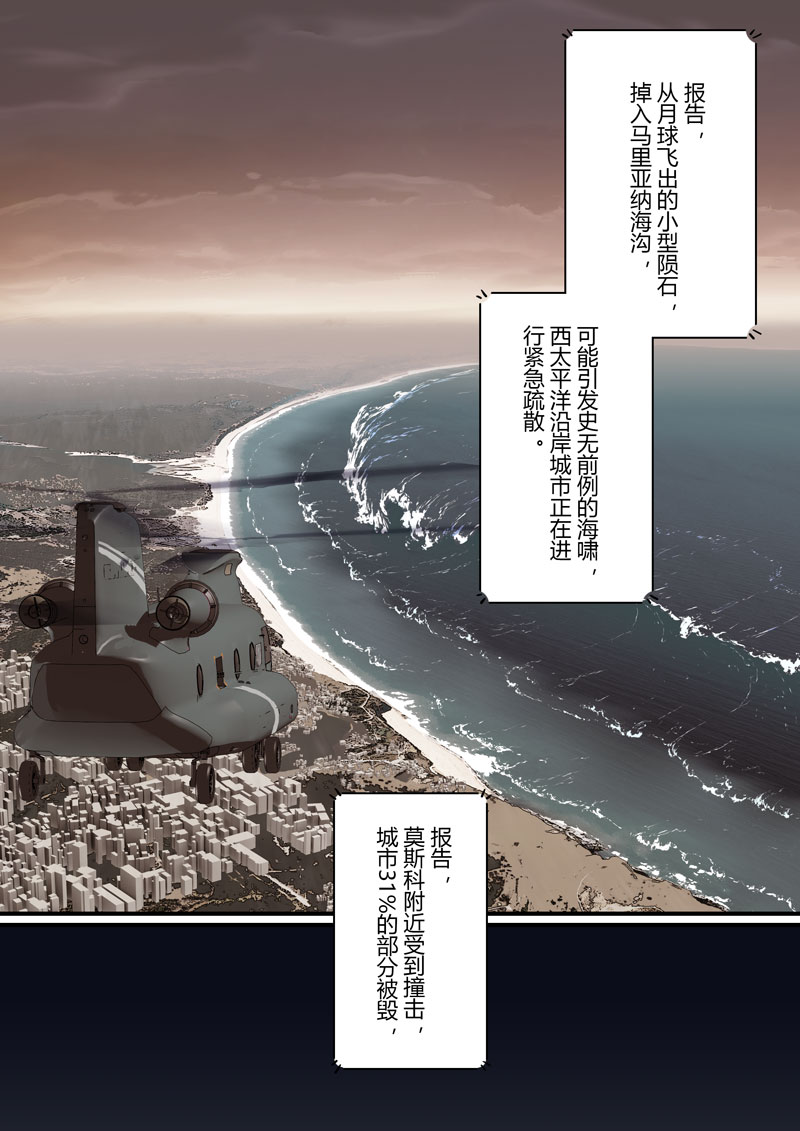 报告，
从月球飞出的小型陨石，
掉入马里亚纳海沟，
可能引发史无前例的海啸，
西太平洋沿岸城市正在进
行紧急疏散。
报告，
莫斯科附近受到撞击，
城市31%的部分被毁，